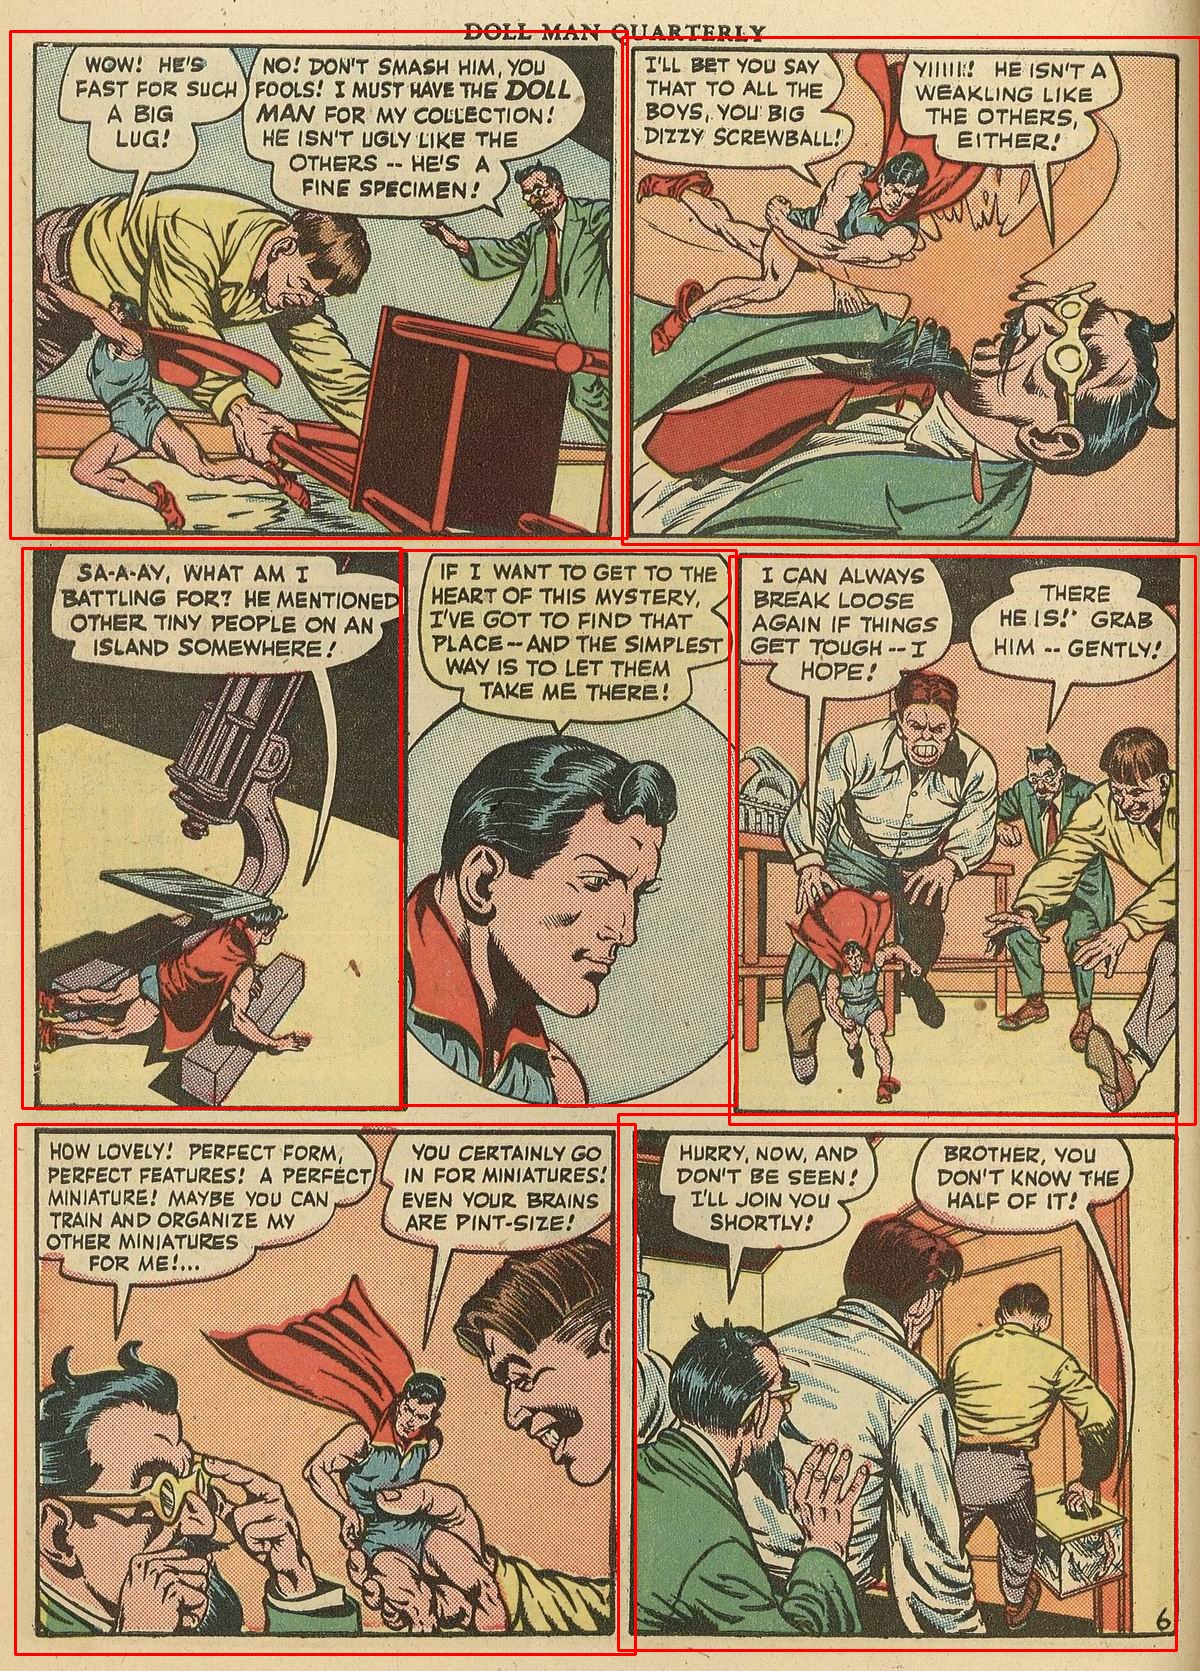 DOLL MAN QUARTERLY
WOW! HE'S
FAST FOR SUCH
A BIG
LUG!
NO! DON'T SMASH HIM, YOU
FOOLS! I MUST HAVE THE DOLL
MAN FOR MY COLLECTION!
HE ISN'T UGLY LIKE THE
OTHERS -- HE'S A
FINE SPECIMEN!
I'LL BET YOU SAY
THAT TO ALL THE
BOYS, YOU BIG
DIZZY SCREWBALL!
YIIIII! HE ISN'T A
WEAKLING LIKE
THE OTHERS,
EITHER!
SA-A-AY, WHAT AM I
BATTLING FOR? HE MENTIONED
OTHER TINY PEOPLE ON AN
ISLAND SOMEWHERE!
IF I WANT TO GET TO THE
HEART OF THIS MYSTERY,
I'VE GOT TO FIND THAT
PLACE -- AND THE SIMPLEST
WAY IS TO LET THEM
TAKE ME THERE!
I CAN ALWAYS
BREAK LOOSE
AGAIN IF THINGS
GET TOUGH -- I
HOPE!
THERE
HE IS! GRAB
HIM -- GENTLY!
HOW LOVELY! PERFECT FORM,
PERFECT FEATURES! A PERFECT
MINIATURE! MAYBE YOU CAN
TRAIN AND ORGANIZE MY
OTHER MINIATURES
FOR ME!...
YOU CERTAINLY GO
IN FOR MINIATURES!
EVEN YOUR BRAINS
ARE PINT-SIZE!
HURRY, NOW, AND
DON'T BE SEEN!
I'LL JOIN YOU
SHORTLY!
BROTHER, YOU
DON'T KNOW THE
HALF OF IT!
6